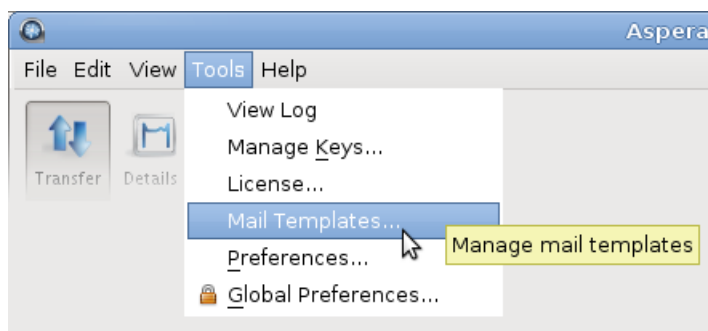 Aspera
File Edit View Tools Help
View Log
Manage Keys...
Transfer Details
License...
Mail Templates...
Manage mail templates
Preferences...
Global Preferences...